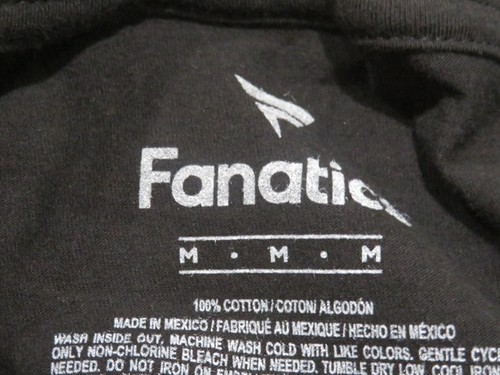 Fanatics
M · M · M
100% COTTON / COTON / ALGODÓN
MADE IN MEXICO / FABRIQUÉ AU MEXIQUE / HECHO EN MÉXICO
WASH INSIDE OUT, MACHINE WASH COLD WITH LIKE COLORS. GENTLE CYC
ONLY NON-CHLORINE BLEACH WHEN NEEDED. TUMBLE DRY LOW. COOL IRON
NEEDED. DO NOT IRON ON